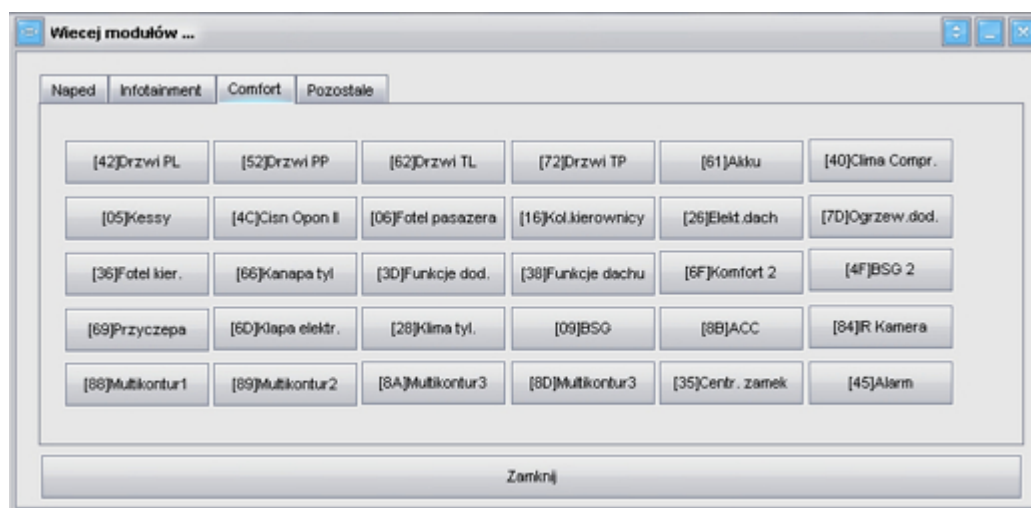 Wiecej modułów ...
Naped Infotainment Comfort Pozostale
[42]Drzwi PL [52]Drzwi PP [62]Drzwi TL [72]Drzwi TP [61]Akku [40]Clima Compr.
[05]Kessy [4C]Cisn Opon II [06]Fotel pasazera [16]Kol.kierownicy [26]Elekt.dach [7D]Ogrzew.dod.
[36]Fotel kier. [66]Kanapa tyl [3D]Funkcje dod. [38]Funkcje dachu [6F]Komfort 2 [4F]BSG 2
[69]Przyczepa [6D]Klapa elektr. [28]Klima tyl. [09]BSG [8B]ACC [84]IR Kamera
[88]Multikontur1 [89]Multikontur2 [8A]Multikontur3 [8D]Multikontur3 [35]Centr. zamek [45]Alarm
Zamknij